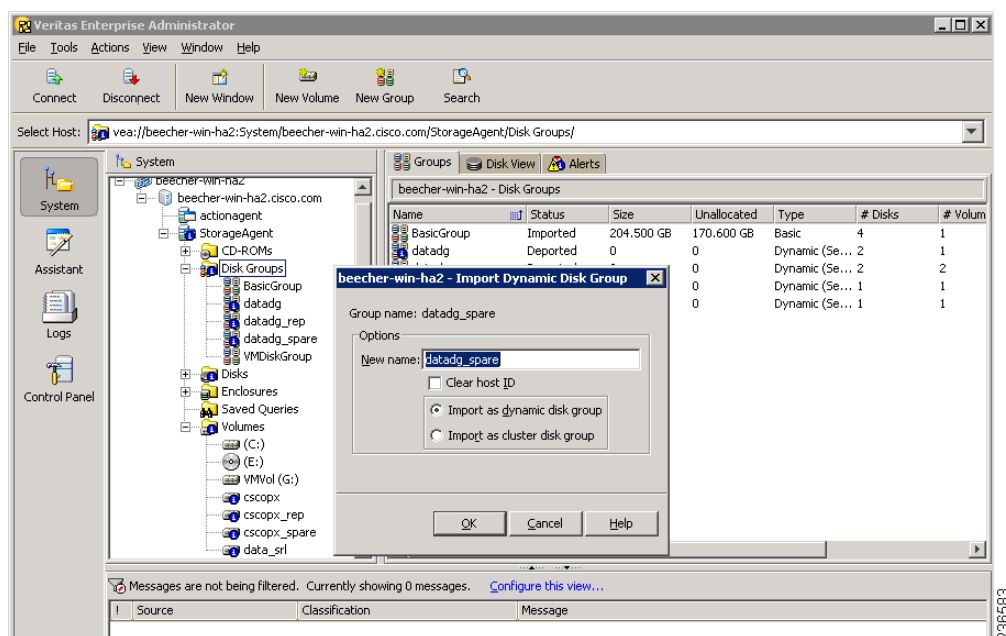 Veritas Enterprise Administrator
File Tools Actions View Window Help
Connect Disconnect New Window New Volume New Group Search
Select Host: vea://beecher-win-ha2:System/beecher-win-ha2.cisco.com/StorageAgent/Disk Groups/
System
Assistant
Logs
Control Panel
System
beecher-win-ha2
beecher-win-ha2.cisco.com
actionagent
StorageAgent
CD-ROMs
Disk Groups
BasicGroup
datadg
datadg_rep
datadg_spare
VMDiskGroup
Disks
Enclosures
Saved Queries
Volumes
(C:)
(E:)
VMVol (G:)
cscopx
cscopx_rep
cscopx_spare
data_srl
Groups Disk View Alerts
beecher-win-ha2 - Disk Groups
Name Status Size Unallocated Type # Disks # Volum
BasicGroup Imported 204.500 GB 170.600 GB Basic 4 1
datadg Deported 0 0 Dynamic (Se... 2 1
0 Dynamic (Se... 2 2
0 Dynamic (Se... 1 1
0 Dynamic (Se... 1 1
beecher-win-ha2 - Import Dynamic Disk Group
Group name: datadg_spare
Options
New name: datadg_spare
Clear host ID
Import as dynamic disk group
Import as cluster disk group
OK Cancel Help
Messages are not being filtered. Currently showing 0 messages. Configure this view...
! Source Classification Message